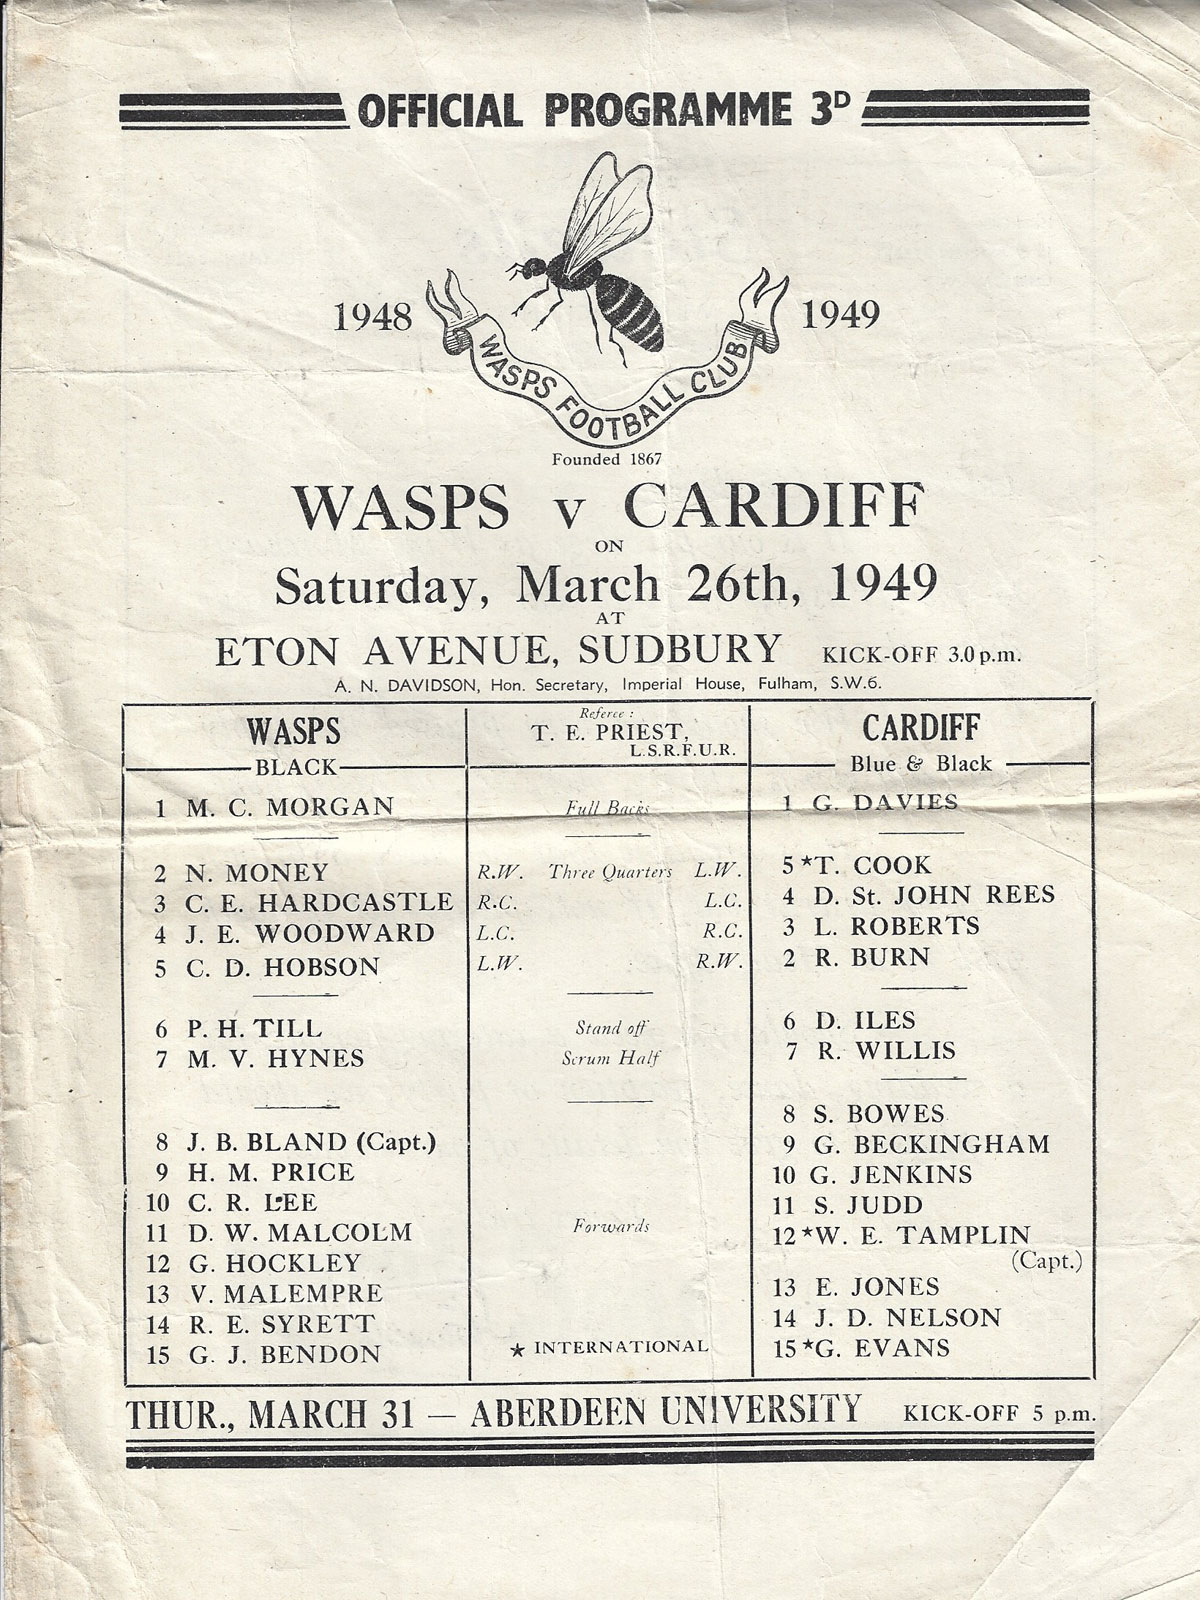 OFFICIAL PROGRAMME 3D
1948 1949
WASPS FOOTBALL CLUB
Founded 1867
WASPS v CARDIFF
ON
Saturday, March 26th, 1949
AT
ETON AVENUE, SUDBURY KICK-OFF 3.0 p.m.
A. N. DAVIDSON, Hon. Secretary, Imperial House, Fulham, S.W.6.
WASPS
BLACK
Referee :
T. E. PRIEST,
L.S.R.F.U.R.
CARDIFF
Blue & Black
1 M. C. MORGAN Full Backs 1 G. DAVIES
2 N. MONEY R.W. Three Quarters L.W. 5 ★T. COOK
3 C. E. HARDCASTLE R.C. L.C. 4 D. St. JOHN REES
4 J. E. WOODWARD L.C. R.C. 3 L. ROBERTS
5 C. D. HOBSON L.W. R.W. 2 R. BURN
6 P. H. TILL Stand off 6 D. ILES
7 M. V. HYNES Scrum Half 7 R. WILLIS
8 J. B. BLAND (Capt.) 8 S. BOWES
9 H. M. PRICE 9 G. BECKINGHAM
10 C. R. LEE 10 G. JENKINS
11 D. W. MALCOLM Forwards 11 S. JUDD
12 G. HOCKLEY 12 ★W. E. TAMPLIN
(Capt.)
13 V. MALEMPRE 13 E. JONES
14 R. E. SYRETT 14 J. D. NELSON
15 G. J. BENDON ★ INTERNATIONAL 15 ★G. EVANS
THUR., MARCH 31 — ABERDEEN UNIVERSITY KICK-OFF 5 p.m.